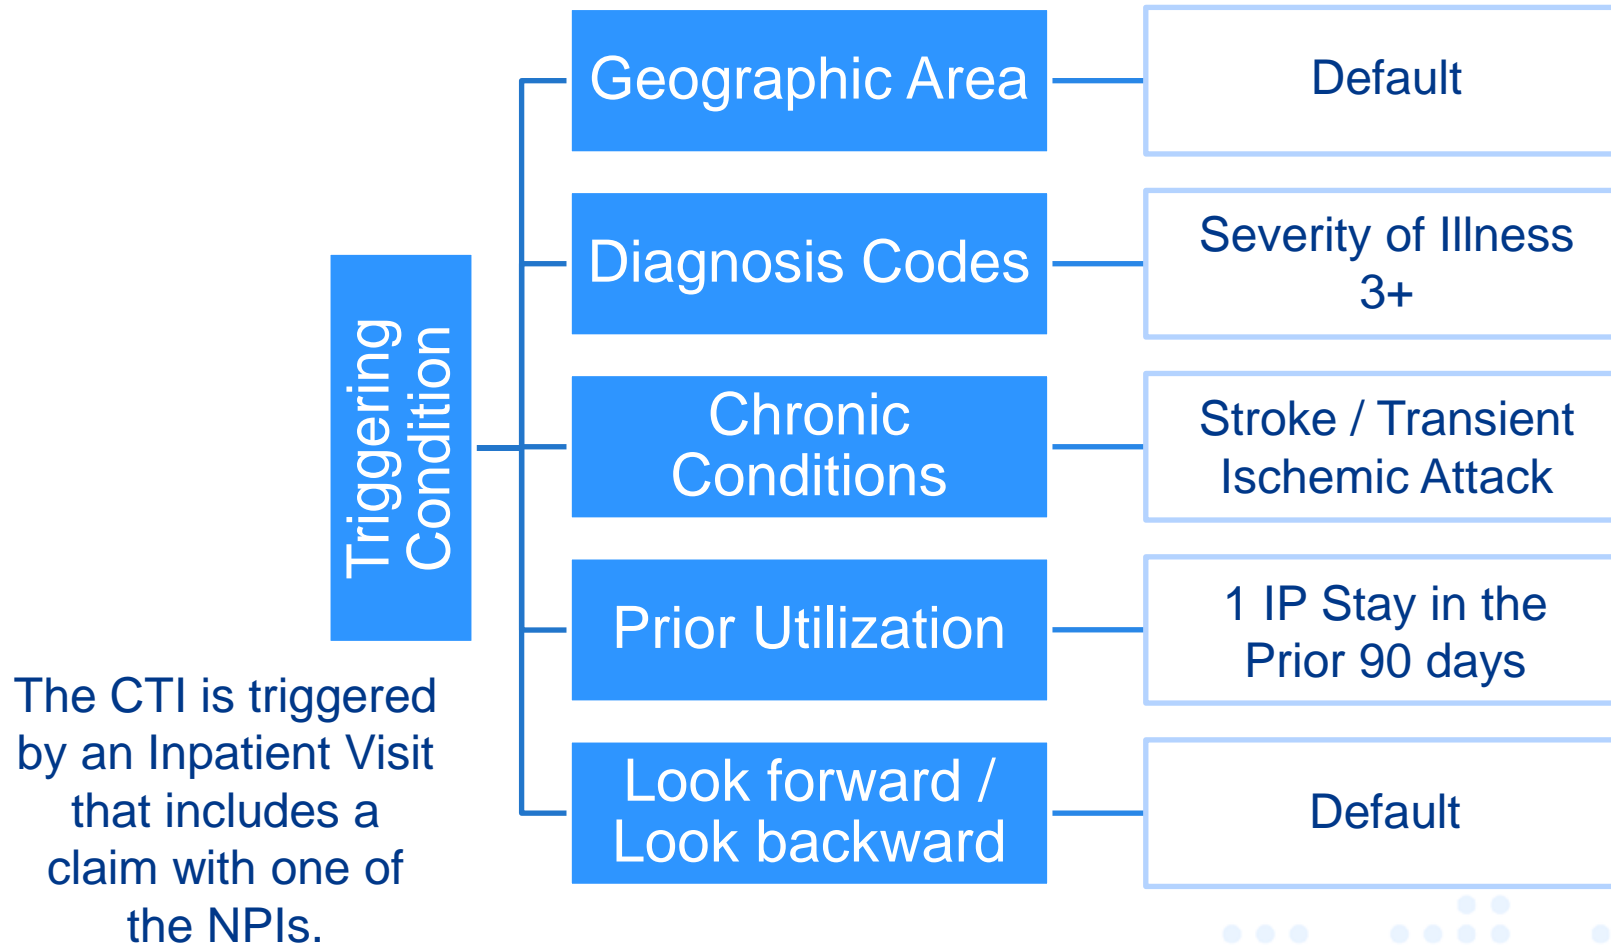 Triggering
Condition
The CTI is triggered
by an Inpatient Visit
that includes a
claim with one of
the NPIs.
Geographic Area
Default
Diagnosis Codes
Severity of Illness
3+
Chronic
Conditions
Stroke / Transient
Ischemic Attack
Prior Utilization
1 IP Stay in the
Prior 90 days
Look forward /
Look backward
Default